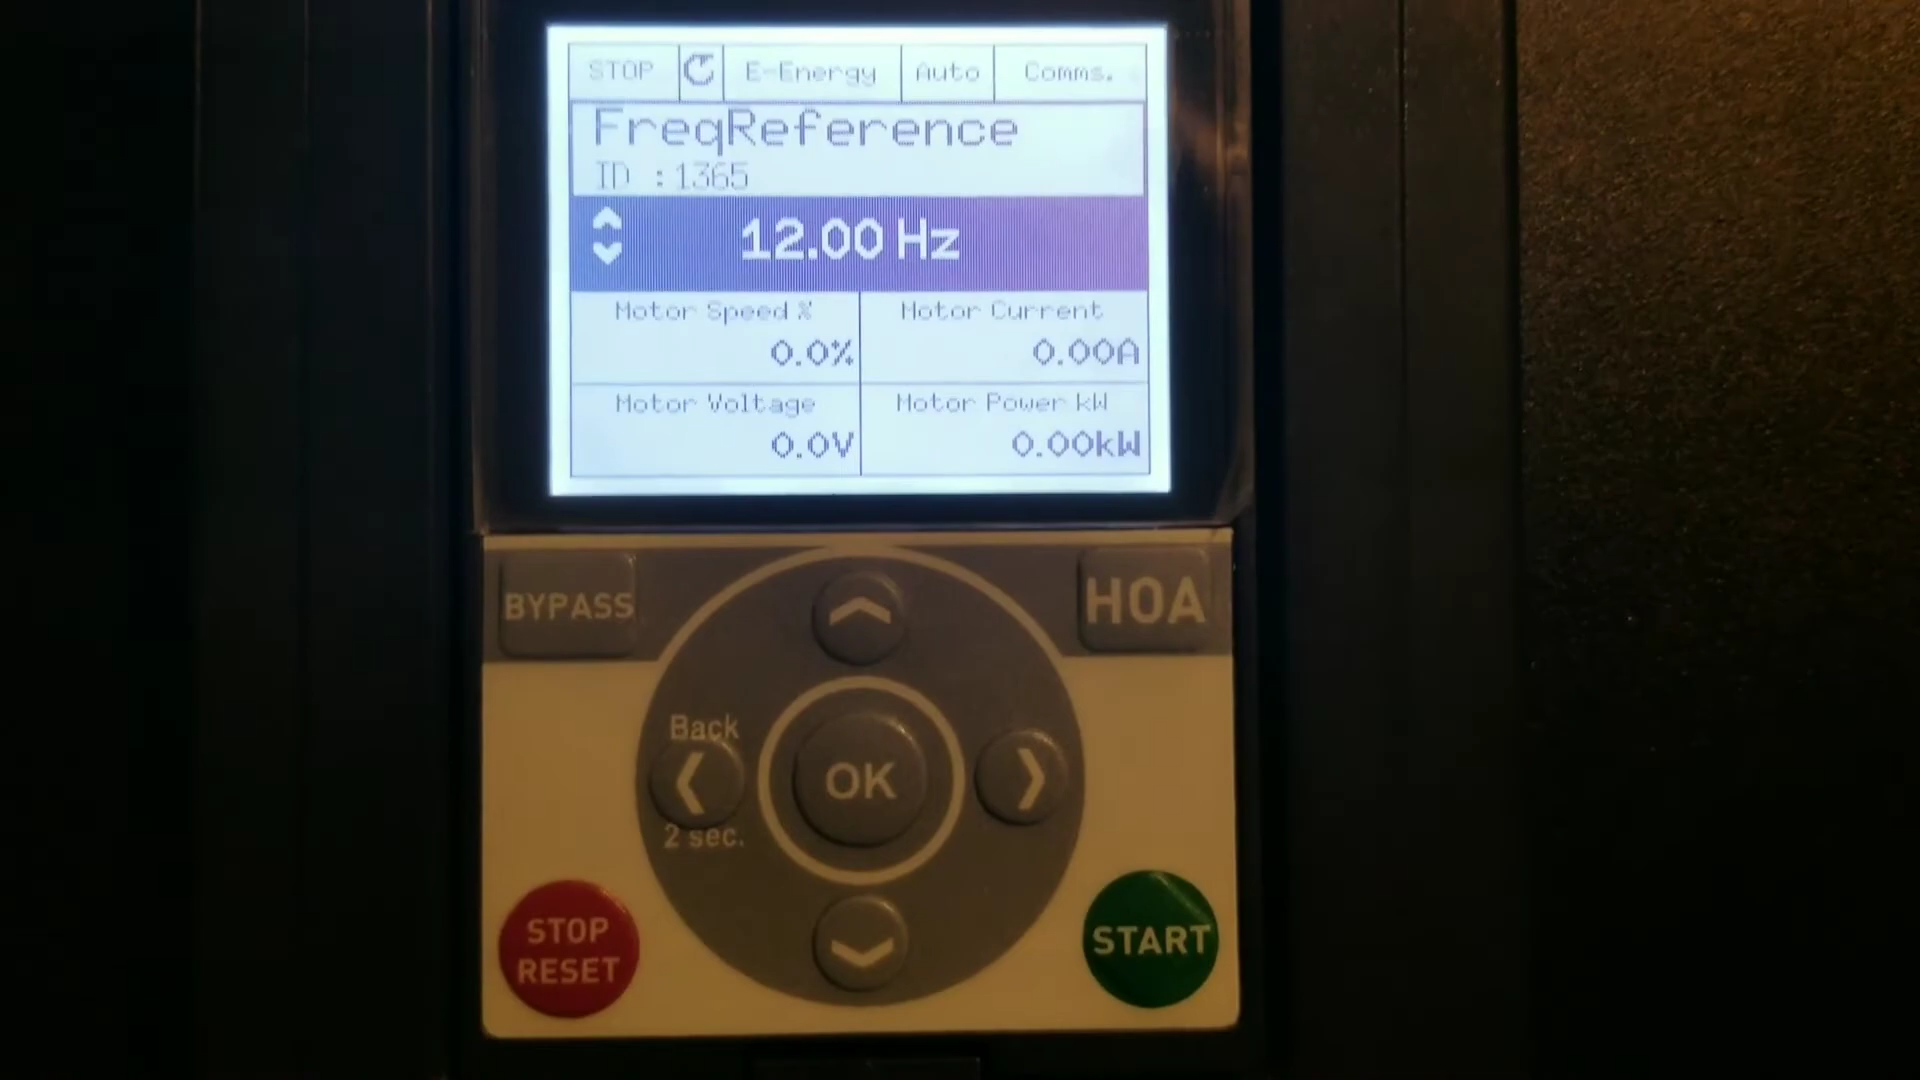 STOP E-Energy Auto Comms.
FreqReference
ID :1365
12.00 Hz
Motor Speed % Motor Current
0.0% 0.00A
Motor Voltage Motor Power kW
0.0V 0.00kW
BYPASS HOA
Back
OK
2 sec.
STOP
RESET
START